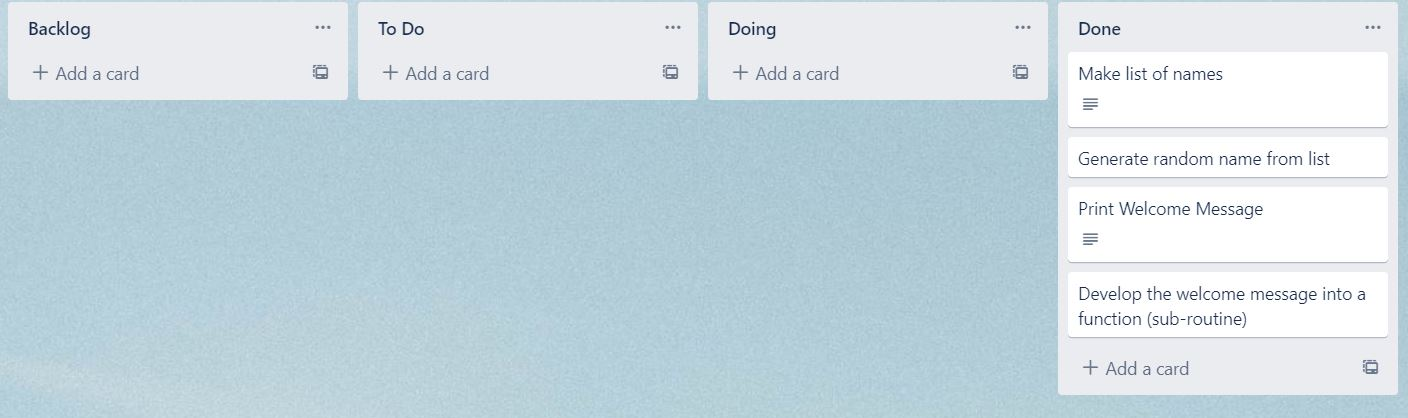 Backlog
+ Add a card
To Do
+ Add a card
Doing
+ Add a card
Done
Make list of names
Generate random name from list
Print Welcome Message
Develop the welcome message into a
function (sub-routine)
+ Add a card